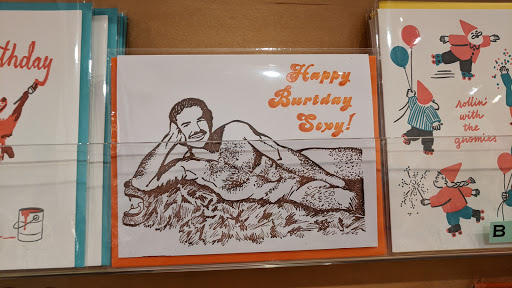 thday
Happy
Burtday
Sexy!
rollin'
with
the
gnomies
B